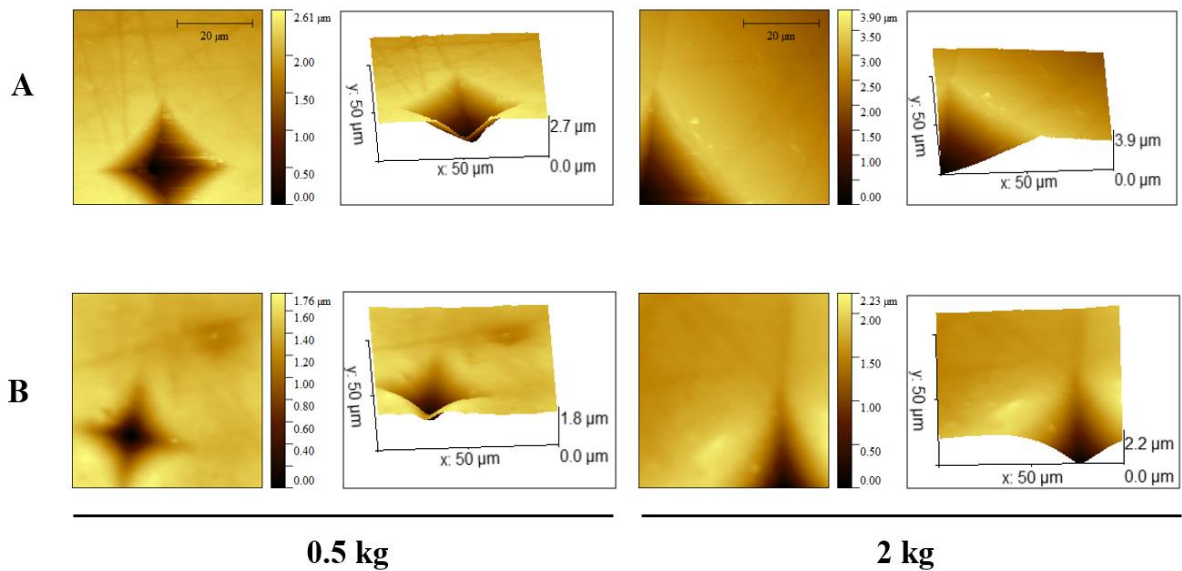 A
20 µm
2.61 µm
2.00
1.50
1.00
0.50
0.00
y: 50 µm
x: 50 µm
2.7 µm
0.0 µm
20 µm
3.90 µm
3.50
3.00
2.50
2.00
1.50
1.00
0.50
0.00
y: 50 µm
x: 50 µm
3.9 µm
0.0 µm
B
1.76 µm
1.60
1.40
1.20
1.00
0.80
0.60
0.40
0.20
0.00
y: 50 µm
x: 50 µm
1.8 µm
0.0 µm
2.23 µm
2.00
1.50
1.00
0.50
0.00
y: 50 µm
x: 50 µm
2.2 µm
0.0 µm
0.5 kg
2 kg